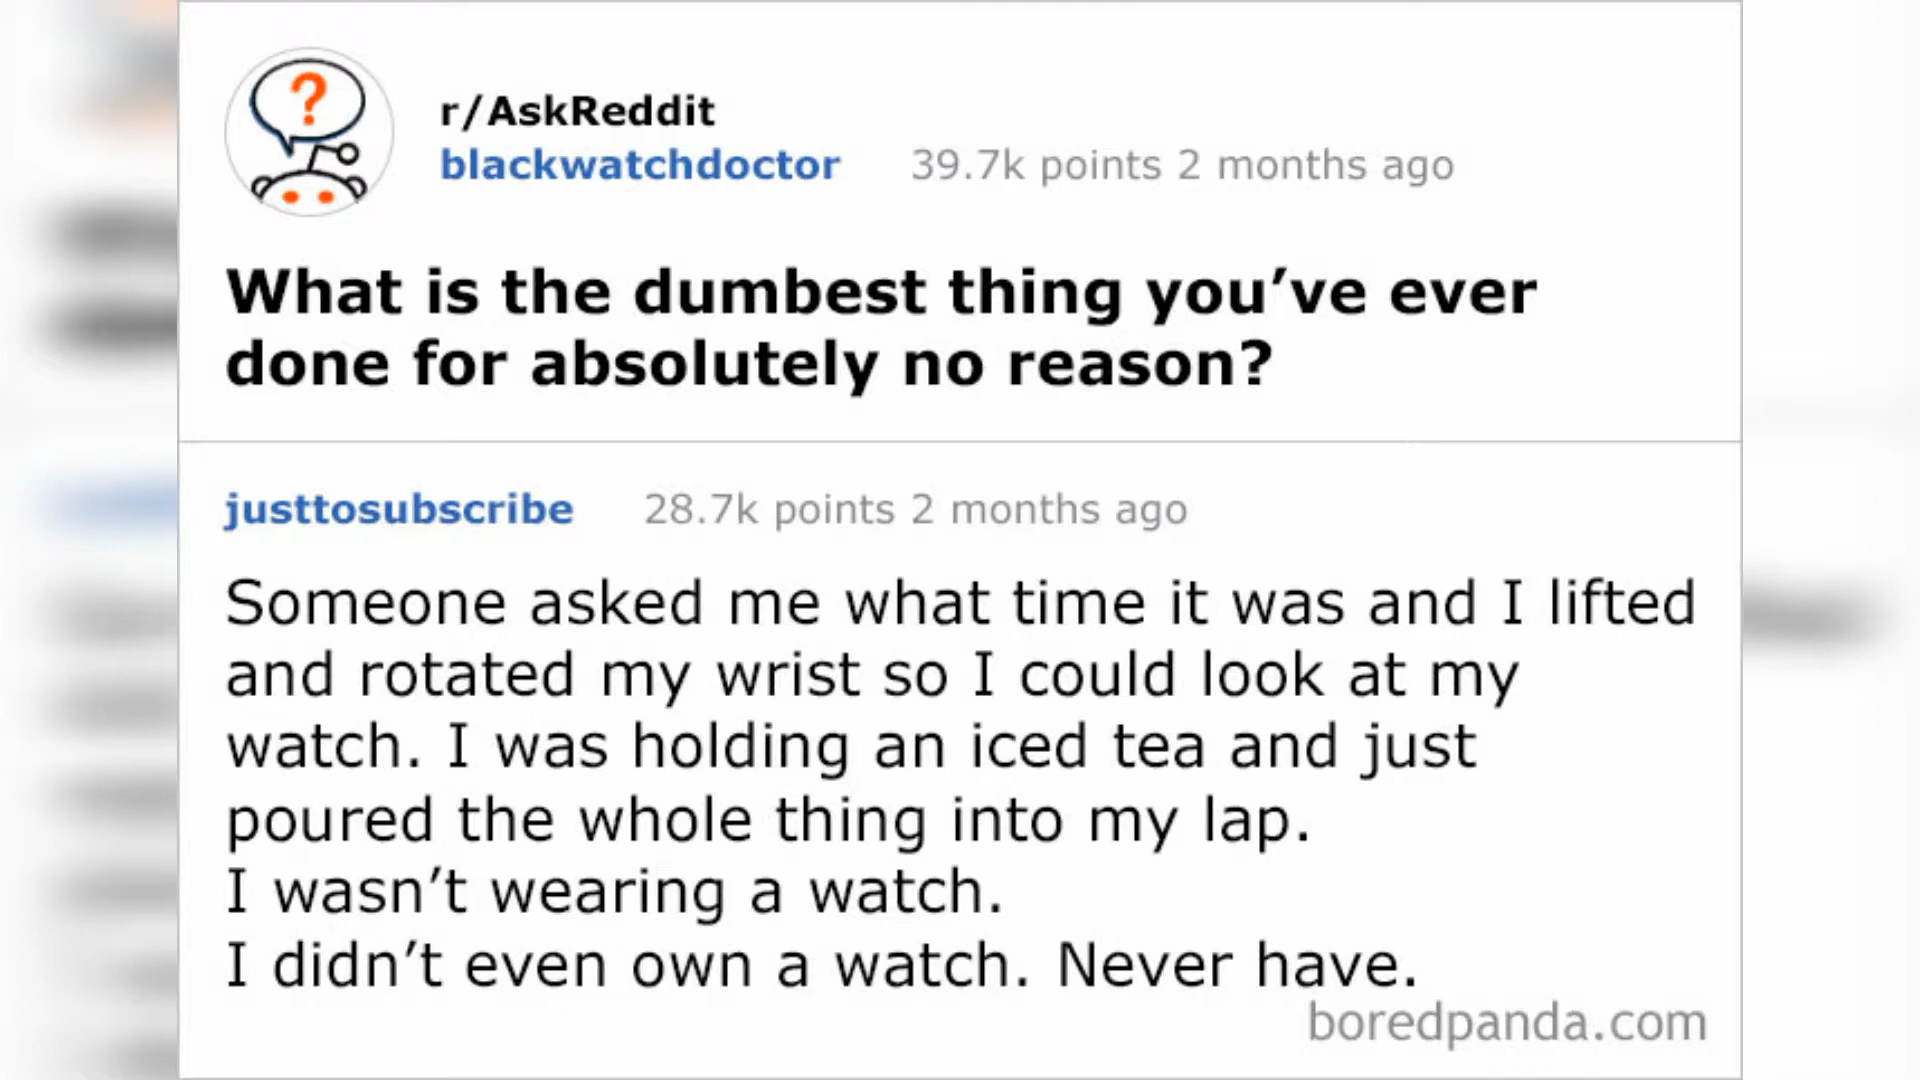 ?
r/AskReddit
blackwatchdoctor 39.7k points 2 months ago
What is the dumbest thing you’ve ever
done for absolutely no reason?
justtosubscribe 28.7k points 2 months ago
Someone asked me what time it was and I lifted
and rotated my wrist so I could look at my
watch. I was holding an iced tea and just
poured the whole thing into my lap.
I wasn’t wearing a watch.
I didn’t even own a watch. Never have.
boredpanda.com